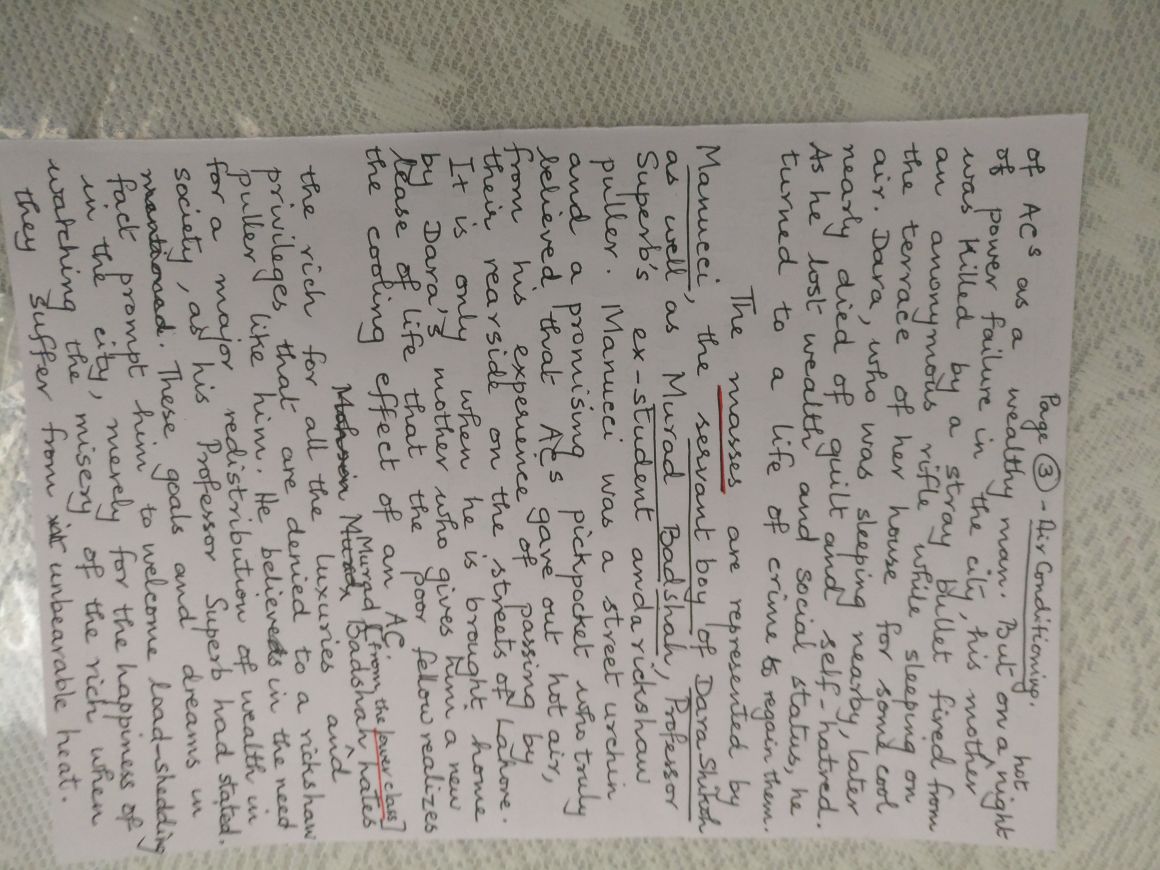 Page ③ - Air Conditioning.
of ACs as a wealthy man. But on a hot night
of power failure in the city, his mother
was killed by a stray bullet fired from
an anonymous rifle while sleeping on
the terrace of her house for some cool
air. Dara, who was sleeping nearby, later
nearly died of guilt and self-hatred.
As he lost wealth and social status, he
turned to a life of crime to regain them.
The masses are represented by
Manucci, the servant boy of Dara Shikoh
as well as Murad Badshah, Professor
Superb's ex-student and a rickshaw
puller. Manucci was a street urchin
and a promising pickpocket who truly
believed that ACs gave out hot air,
from his experience of passing by
their rearside on the streets of Lahore.
It is only when he is brought home
by Dara's mother who gives him a new
lease of life that the poor fellow realizes
the cooling effect of an AC.
Mohsin Murad Murad Badshah [from the lower class] hates
the rich for all the luxuries and
privileges that are denied to a rickshaw
puller like him. He believes in the need
for a major redistribution of wealth in
society, as his Professor Superb had stated.
mentioned. These goals and dreams in
fact prompt him to welcome load-shedding
in the city, merely for the happiness of
watching the misery of the rich when
they suffer from unbearable heat.